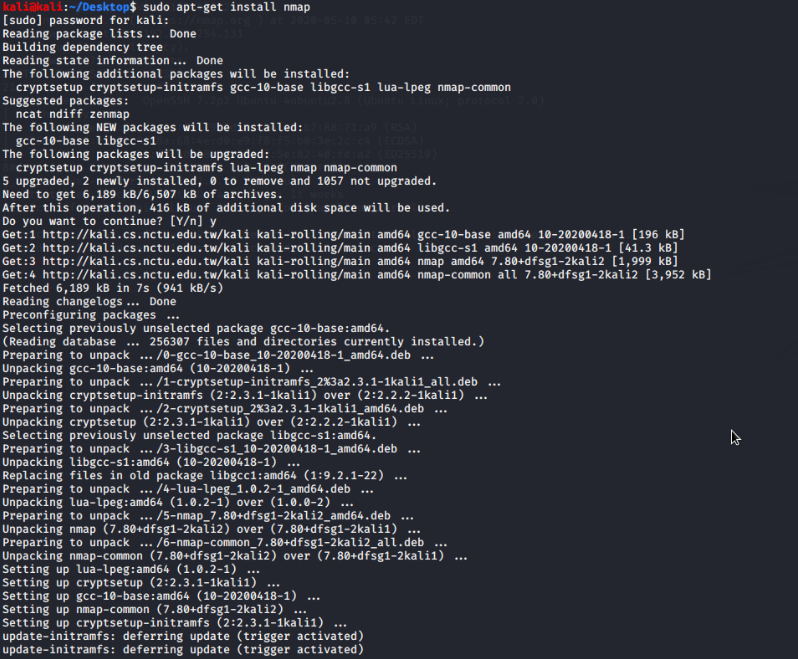 kali@kali:~/Desktop$ sudo apt-get install nmap
[sudo] password for kali:
Reading package lists... Done
Building dependency tree
Reading state information... Done
The following additional packages will be installed:
  cryptsetup cryptsetup-initramfs gcc-10-base libgcc-s1 lua-lpeg nmap-common
Suggested packages:
  ncat ndiff zenmap
The following NEW packages will be installed:
  gcc-10-base libgcc-s1
The following packages will be upgraded:
  cryptsetup cryptsetup-initramfs lua-lpeg nmap nmap-common
5 upgraded, 2 newly installed, 0 to remove and 1057 not upgraded.
Need to get 6,189 kB/6,507 kB of archives.
After this operation, 416 kB of additional disk space will be used.
Do you want to continue? [Y/n] y
Get:1 http://kali.cs.nctu.edu.tw/kali kali-rolling/main amd64 gcc-10-base amd64 10-20200418-1 [196 kB]
Get:2 http://kali.cs.nctu.edu.tw/kali kali-rolling/main amd64 libgcc-s1 amd64 10-20200418-1 [41.3 kB]
Get:3 http://kali.cs.nctu.edu.tw/kali kali-rolling/main amd64 nmap amd64 7.80+dfsg1-2kali2 [1,999 kB]
Get:4 http://kali.cs.nctu.edu.tw/kali kali-rolling/main amd64 nmap-common all 7.80+dfsg1-2kali2 [3,952 kB]
Fetched 6,189 kB in 7s (941 kB/s)
Reading changelogs... Done
Preconfiguring packages ...
Selecting previously unselected package gcc-10-base:amd64.
(Reading database ... 256307 files and directories currently installed.)
Preparing to unpack .../0-gcc-10-base_10-20200418-1_amd64.deb ...
Unpacking gcc-10-base:amd64 (10-20200418-1) ...
Preparing to unpack .../1-cryptsetup-initramfs_2%3a2.3.1-1kali1_all.deb ...
Unpacking cryptsetup-initramfs (2:2.3.1-1kali1) over (2:2.2.2-1kali1) ...
Preparing to unpack .../2-cryptsetup_2%3a2.3.1-1kali1_amd64.deb ...
Unpacking cryptsetup (2:2.3.1-1kali1) over (2:2.2.2-1kali1) ...
Selecting previously unselected package libgcc-s1:amd64.
Preparing to unpack .../3-libgcc-s1_10-20200418-1_amd64.deb ...
Unpacking libgcc-s1:amd64 (10-20200418-1) ...
Replacing files in old package libgcc1:amd64 (1:9.2.1-22) ...
Preparing to unpack .../4-lua-lpeg_1.0.2-1_amd64.deb ...
Unpacking lua-lpeg:amd64 (1.0.2-1) over (1.0.0-2) ...
Preparing to unpack .../5-nmap_7.80+dfsg1-2kali2_amd64.deb ...
Unpacking nmap (7.80+dfsg1-2kali2) over (7.80+dfsg1-2kali1) ...
Preparing to unpack .../6-nmap-common_7.80+dfsg1-2kali2_all.deb ...
Unpacking nmap-common (7.80+dfsg1-2kali2) over (7.80+dfsg1-2kali1) ...
Setting up lua-lpeg:amd64 (1.0.2-1) ...
Setting up cryptsetup (2:2.3.1-1kali1) ...
Setting up gcc-10-base:amd64 (10-20200418-1) ...
Setting up nmap-common (7.80+dfsg1-2kali2) ...
Setting up cryptsetup-initramfs (2:2.3.1-1kali1) ...
update-initramfs: deferring update (trigger activated)
update-initramfs: deferring update (trigger activated)